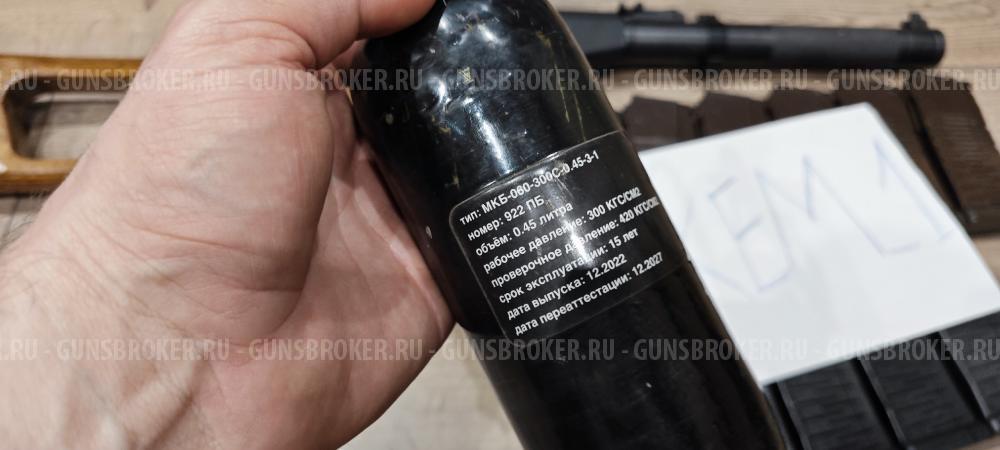 GUNSBROKER.RU - GUNSBROKER.RU - GUNSBROKER.RU - GUNSBROKER.RU - GUNSBROKER.RU
тип: МКБ-060-300С-0.45-3-1
номер: 922 ПБ
объём: 0.45 литра
рабочее давление: 300 КГС/СМ2
проверочное давление: 420 КГС/СМ2
срок эксплуатации: 15 лет
дата выпуска: 12.2022
дата переаттестации: 12.2027
GUNSBROKER.RU - GUNSBROKER.RU - GUNSBROKER.RU - GUNSBROKER.RU - GUNSBROKER.RU